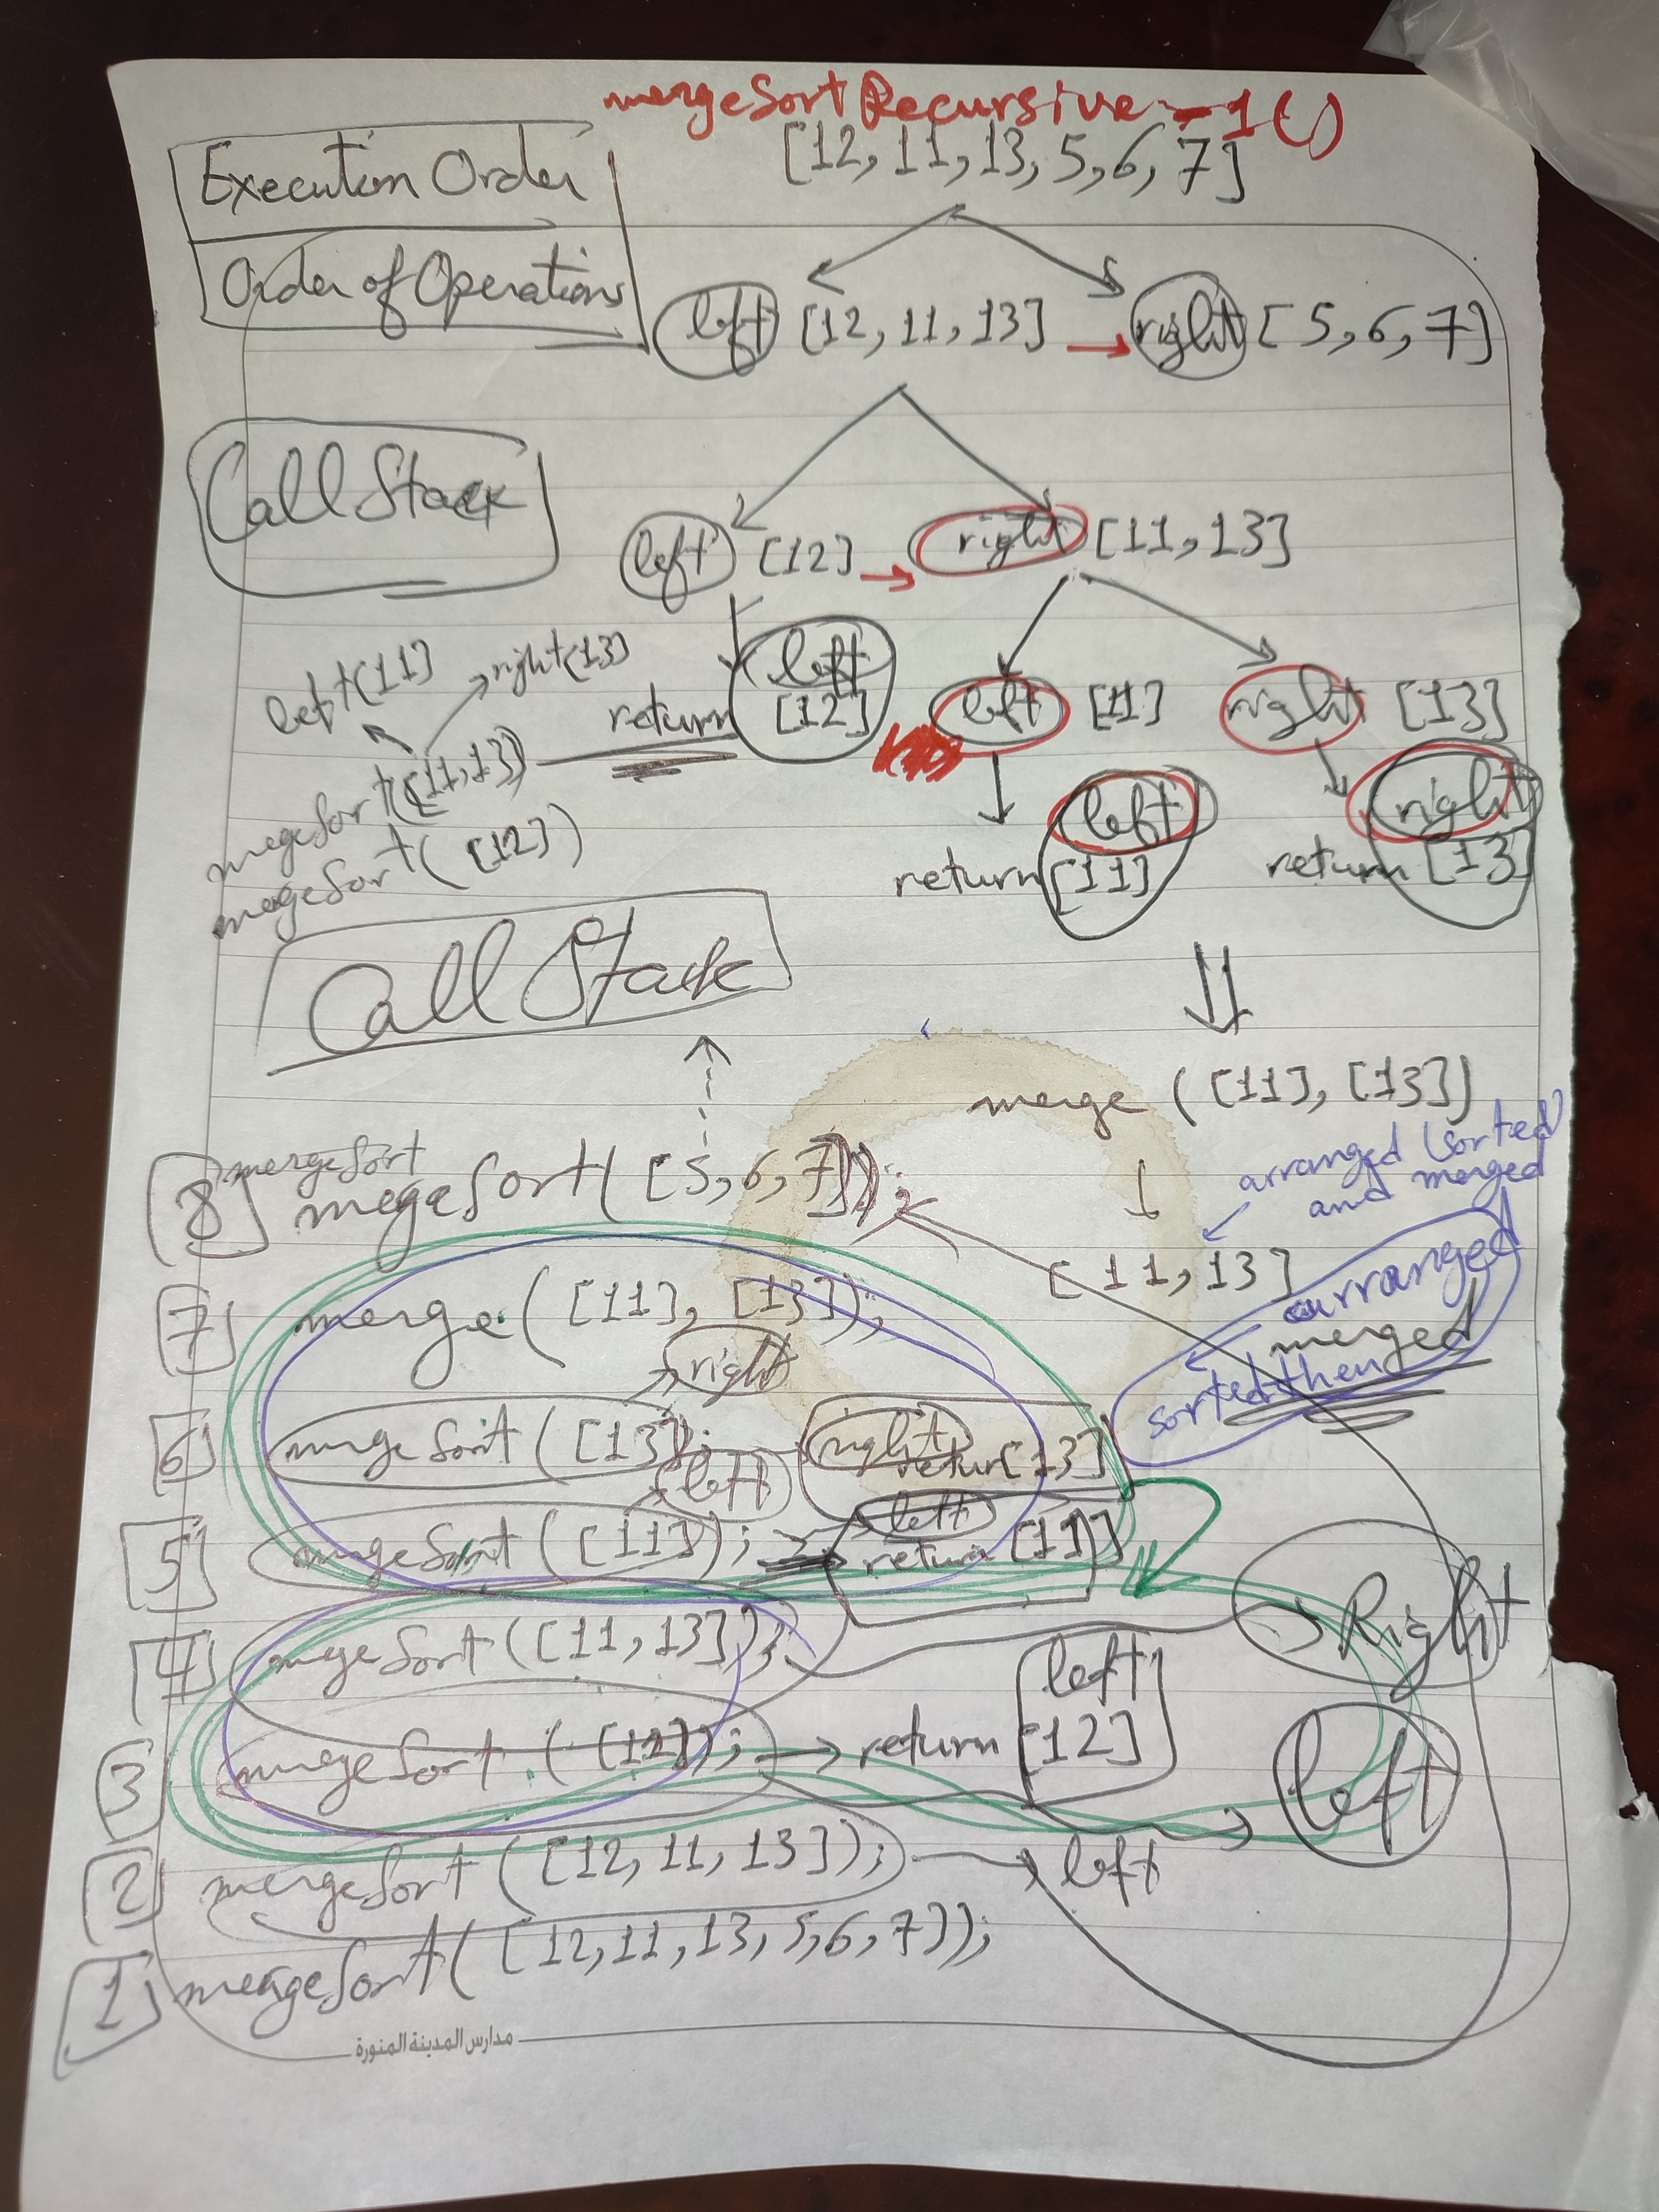 mergeSortRecursive-1()
Execution Order
[12, 11, 13, 5, 6, 7]
Order of Operations
left [12, 11, 13] → right [5, 6, 7]
Call Stack
left [12] → right [11, 13]
left [11] right [13]
return left [12]
left [11]
right [13]
megeSort([11,13])
megeSort([12])
left
return [11]
right
return [13]
Call Stack
merge ([11], [13])
arranged (sorted)
and merged
mergeSort
8 megeSort([5, 6, 7]);
[11, 13]
arranged
merged
sorted then
7 merge([11], [13]);
right
6 mergeSort([13]); right
return [13]
left
5 mergeSort([11]); left
return [11]
4 mergeSort([11, 13]); → Right
left
3 mergeSort([12]); → return [12]
left
2 mergeSort([12, 11, 13]); → left
1 mergeSort([12, 11, 13, 5, 6, 7]);
مدارس المدينة المنورة